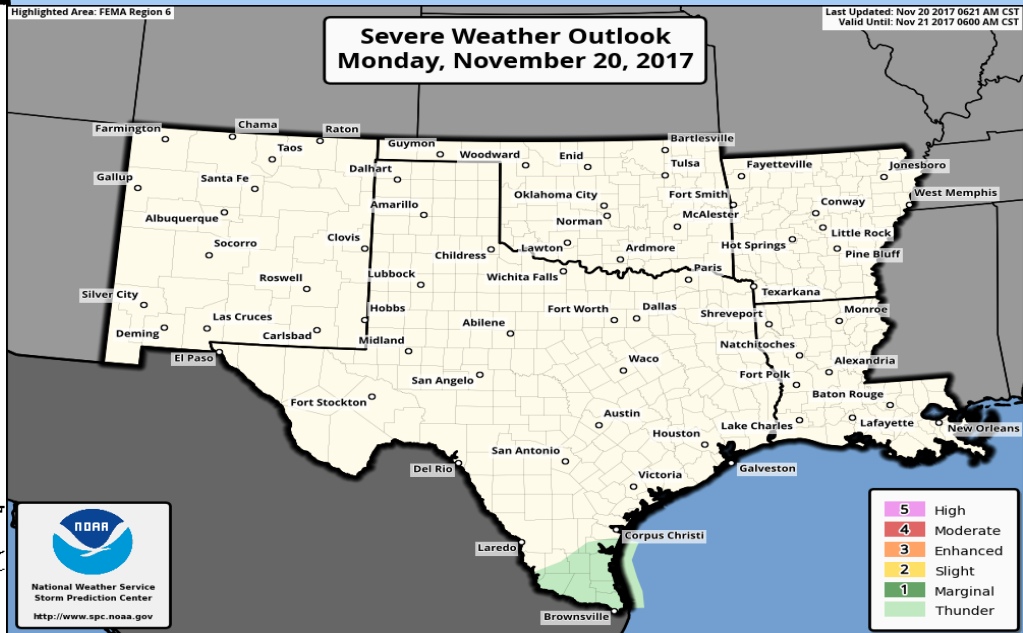 Highlighted Area: FEMA Region 6
Last Updated: Nov 20 2017 0621 AM CST
Valid Until: Nov 21 2017 0600 AM CST
Severe Weather Outlook
Monday, November 20, 2017
Farmington
Chama
Raton
Taos
Guymon
Woodward
Enid
Bartlesville
Tulsa
Fayetteville
Jonesboro
Gallup
Santa Fe
Dalhart
Oklahoma City
Fort Smith
West Memphis
Albuquerque
Amarillo
Norman
McAlester
Conway
Little Rock
Socorro
Clovis
Childress
Lawton
Ardmore
Hot Springs
Pine Bluff
Roswell
Lubbock
Wichita Falls
Paris
Texarkana
Silver City
Las Cruces
Hobbs
Fort Worth
Dallas
Shreveport
Monroe
Deming
Carlsbad
Abilene
El Paso
Midland
Waco
Natchitoches
Alexandria
San Angelo
Fort Polk
Fort Stockton
Baton Rouge
Austin
Houston
Lake Charles
Lafayette
New Orleans
San Antonio
Del Rio
Victoria
Galveston
Laredo
Corpus Christi
Brownsville
NOAA
National Weather Service
Storm Prediction Center
http://www.spc.noaa.gov
5 High
4 Moderate
3 Enhanced
2 Slight
1 Marginal
Thunder